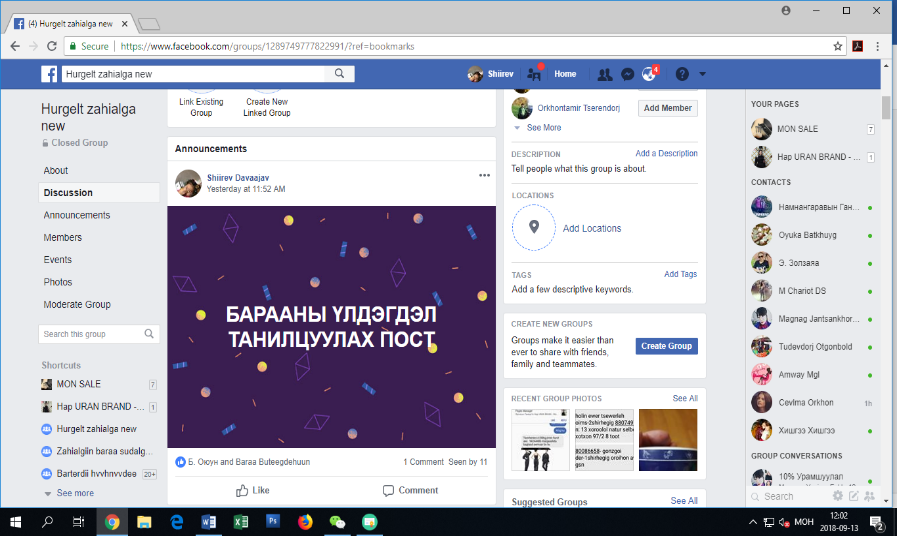 (4) Hurgelt zahialga new
Secure
https://www.facebook.com/groups/1289749777822991/?ref=bookmarks
Hurgelt zahialga new
Shiirev
Home
4
Hurgelt zahialga
new
Closed Group
About
Discussion
Announcements
Members
Events
Photos
Moderate Group
Search this group
Shortcuts
MON SALE
7
Hap URAN BRAND -...
1
Hurgelt zahialga new
Zahialgiin baraa sudalg...
Barterdii hvvhnvvdee
20+
See more
Link Existing
Group
Create New
Linked Group
Announcements
Shiirev Davaajav
Yesterday at 11:52 AM
БАРААНЫ ҮЛДЭГДЭЛ
ТАНИЛЦУУЛАХ ПОСТ
Б. Оюун and Baraa Buteegdehuun
1 Comment Seen by 11
Like
Comment
Orkhontamir Tserendorj
Add Member
See More
DESCRIPTION
Add a Description
Tell people what this group is about.
LOCATIONS
Add Locations
TAGS
Add Tags
Add a few descriptive keywords.
CREATE NEW GROUPS
Groups make it easier than
ever to share with friends,
family and teammates.
Create Group
RECENT GROUP PHOTOS
See All
Suggested Groups
See All
YOUR PAGES
MON SALE
7
Hap URAN BRAND -...
1
CONTACTS
Намнангаравын Ган...
Oyuka Batkhuyg
Э. Золзаяа
M Chariot DS
Magnag Jantsankhor...
Tudevdorj Otgonbold
Amway Mgl
Cevlma Orkhon
1h
Хишгээ Хишгээ
GROUP CONVERSATIONS
10% Урамшуулал
Search
МОН
12:02
2018-09-13
2